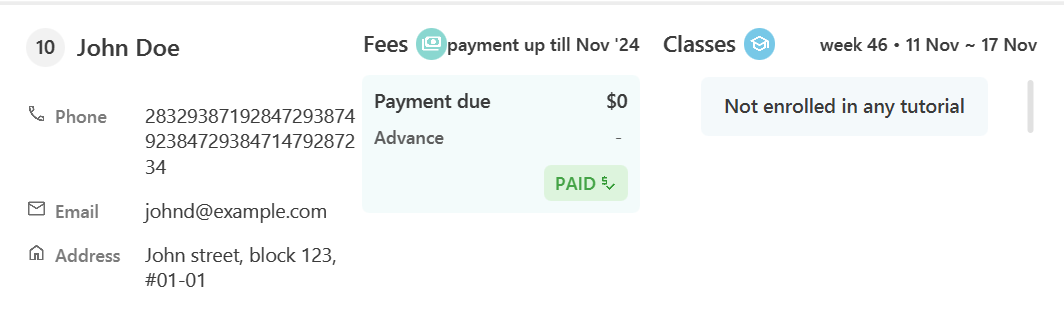 10 John Doe
Phone 28329387192847293874
92384729384714792872
34
Email johnd@example.com
Address John street, block 123,
#01-01
Fees payment up till Nov '24
Payment due $0
Advance -
PAID
Classes week 46 • 11 Nov ~ 17 Nov
Not enrolled in any tutorial